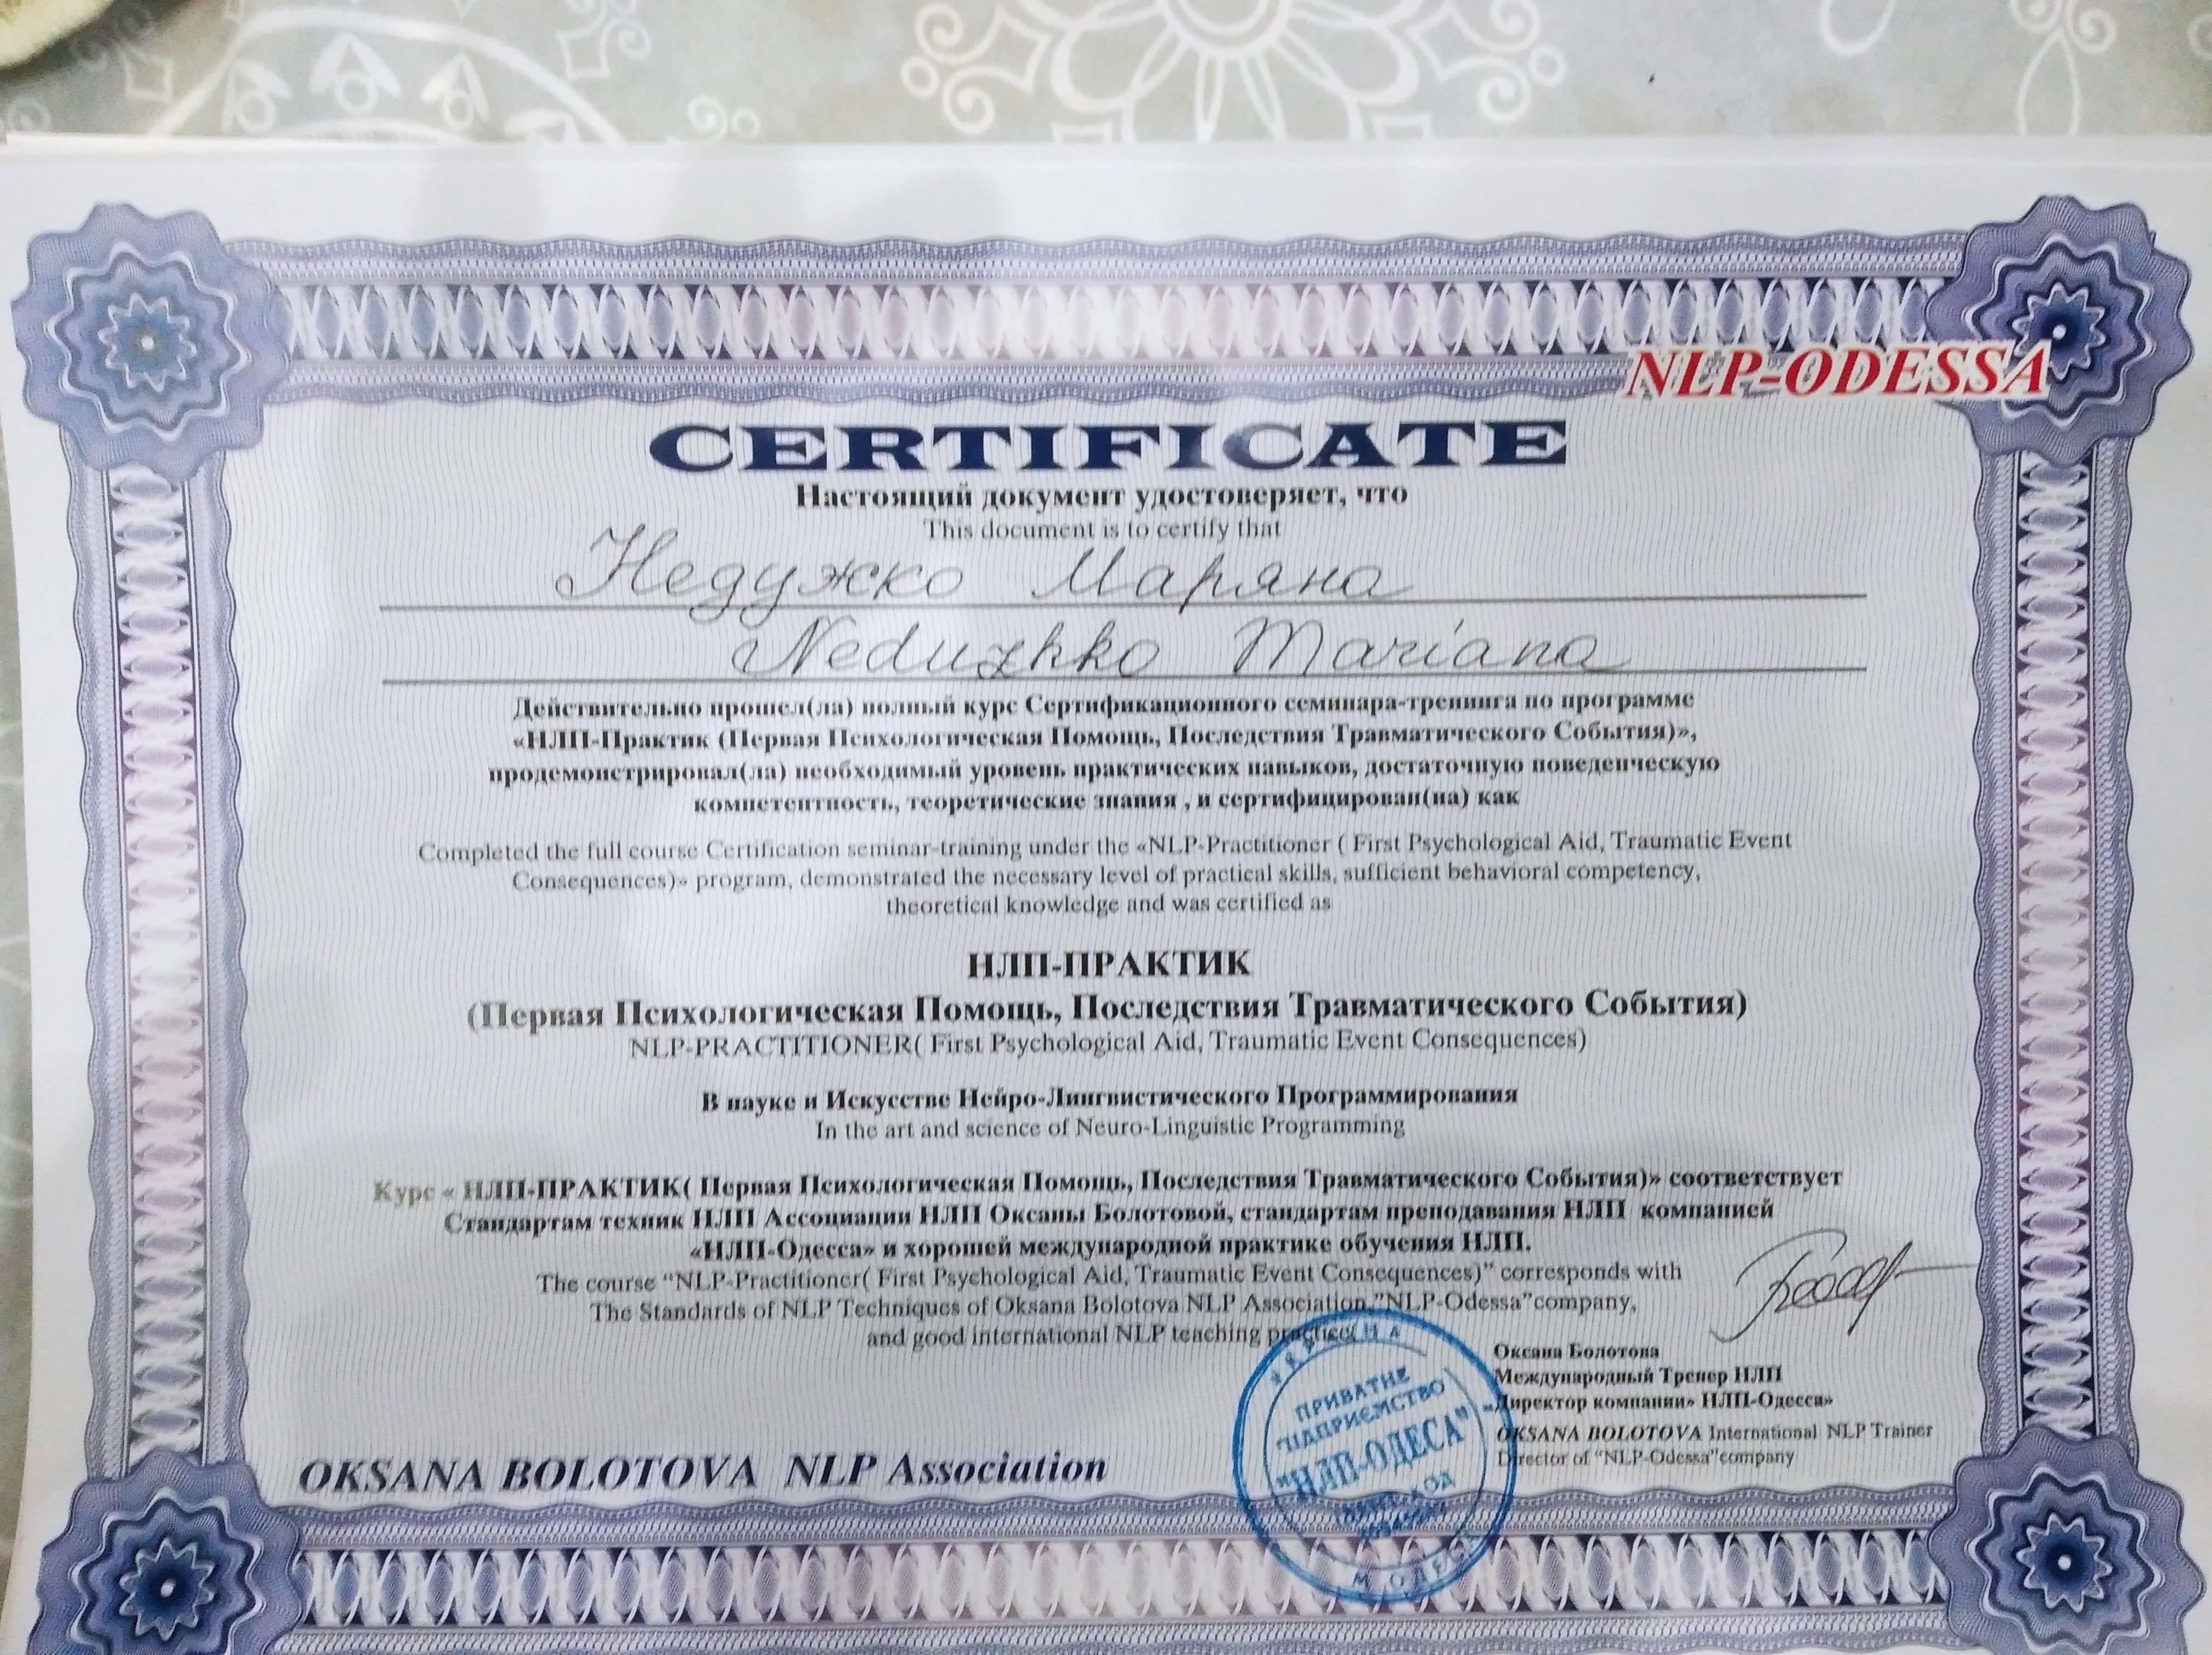 NLP-ODESSA
CERTIFICATE
Настоящий документ удостоверяет, что
This document is to certify that
Недужко Маряна
Neduzhko Mariana
Действительно прошел(ла) полный курс Сертификационного семинара-тренинга по программе
«НЛП-Практик (Первая Психологическая Помощь, Последствия Травматического События)»,
продемонстрировал(ла) необходимый уровень практических навыков, достаточную поведенческую
компетентность, теоретические знания , и сертифицирован(на) как
Completed the full course Certification seminar-training under the «NLP-Practitioner ( First Psychological Aid, Traumatic Event
Consequences)» program, demonstrated the necessary level of practical skills, sufficient behavioral competency,
theoretical knowledge and was certified as
НЛП-ПРАКТИК
(Первая Психологическая Помощь, Последствия Травматического События)
NLP-PRACTITIONER( First Psychological Aid, Traumatic Event Consequences)
В науке и Искусстве Нейро-Лингвистического Программирования
In the art and science of Neuro-Linguistic Programming
Курс « НЛП-ПРАКТИК( Первая Психологическая Помощь, Последствия Травматического События)» соответствует
Стандартам техник НЛП Ассоциации НЛП Оксаны Болотовой, стандартам преподавания НЛП компанией
«НЛП-Одесса» и хорошей международной практике обучения НЛП.
The course "NLP-Practitioner( First Psychological Aid, Traumatic Event Consequences)" corresponds with
The Standards of NLP Techniques of Oksana Bolotova NLP Association,"NLP-Odessa"company,
and good international NLP teaching practice.
Оксана Болотова
Международный Тренер НЛП
Директор компании» НЛП-Одесса»
OKSANA BOLOTOVA International NLP Trainer
Director of "NLP-Odessa"company
OKSANA BOLOTOVA NLP Association
ПРИВАТНЕ
ПІДПРИЄМСТВО
"НЛП-ОДЕСА"
КОД